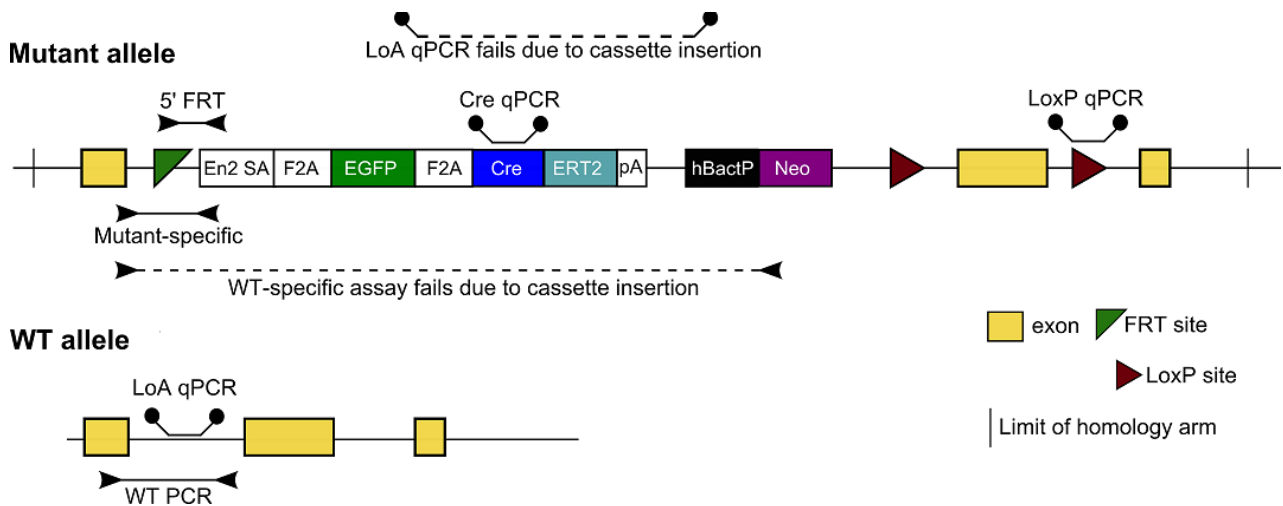 LoA qPCR fails due to cassette insertion
Mutant allele
5' FRT
Cre qPCR
LoxP qPCR
En2 SA F2A EGFP F2A Cre ERT2 pA hBactP Neo
Mutant-specific
WT-specific assay fails due to cassette insertion
WT allele
LoA qPCR
WT PCR
exon
FRT site
LoxP site
Limit of homology arm